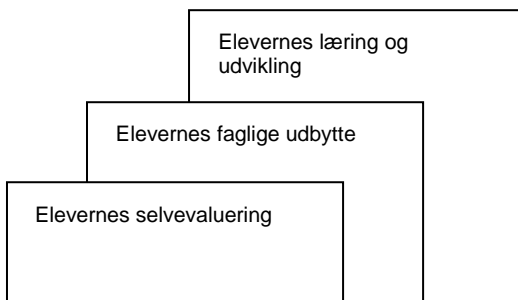 Elevernes læring og
udvikling
Elevernes faglige udbytte
Elevernes selvevaluering